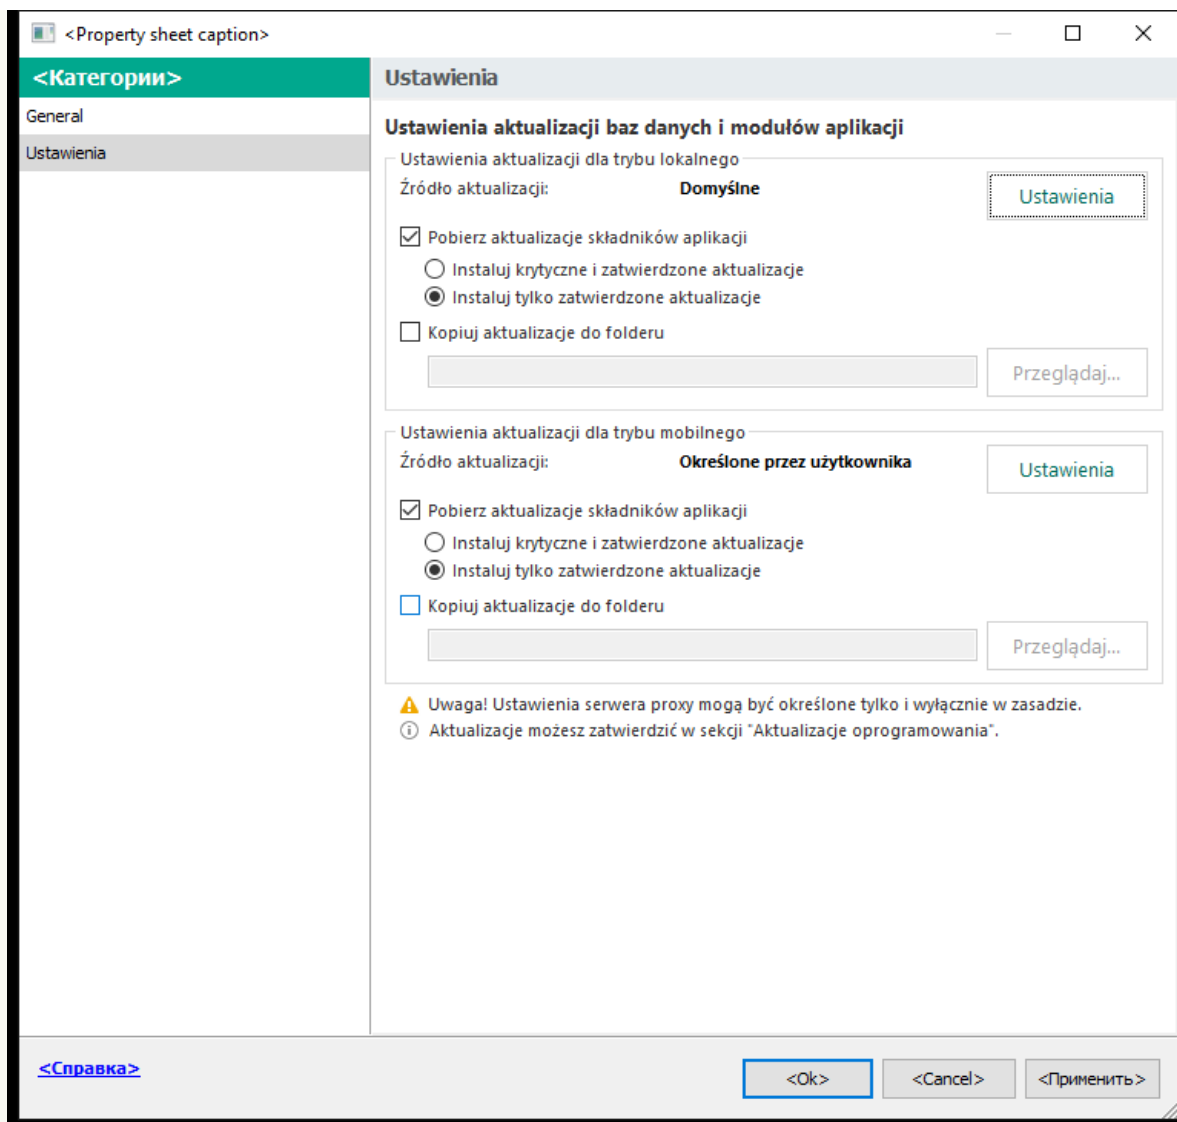 <Property sheet caption>
<Категории>
General
Ustawienia
Ustawienia
Ustawienia aktualizacji baz danych i modułów aplikacji
Ustawienia aktualizacji dla trybu lokalnego
Źródło aktualizacji: Domyślne Ustawienia
Pobierz aktualizacje składników aplikacji
Instaluj krytyczne i zatwierdzone aktualizacje
Instaluj tylko zatwierdzone aktualizacje
Kopiuj aktualizacje do folderu
Przeglądaj...
Ustawienia aktualizacji dla trybu mobilnego
Źródło aktualizacji: Określone przez użytkownika Ustawienia
Pobierz aktualizacje składników aplikacji
Instaluj krytyczne i zatwierdzone aktualizacje
Instaluj tylko zatwierdzone aktualizacje
Kopiuj aktualizacje do folderu
Przeglądaj...
Uwaga! Ustawienia serwera proxy mogą być określone tylko i wyłącznie w zasadzie.
Aktualizacje możesz zatwierdzić w sekcji "Aktualizacje oprogramowania".
<Справка>
<Ok> <Cancel> <Применить>